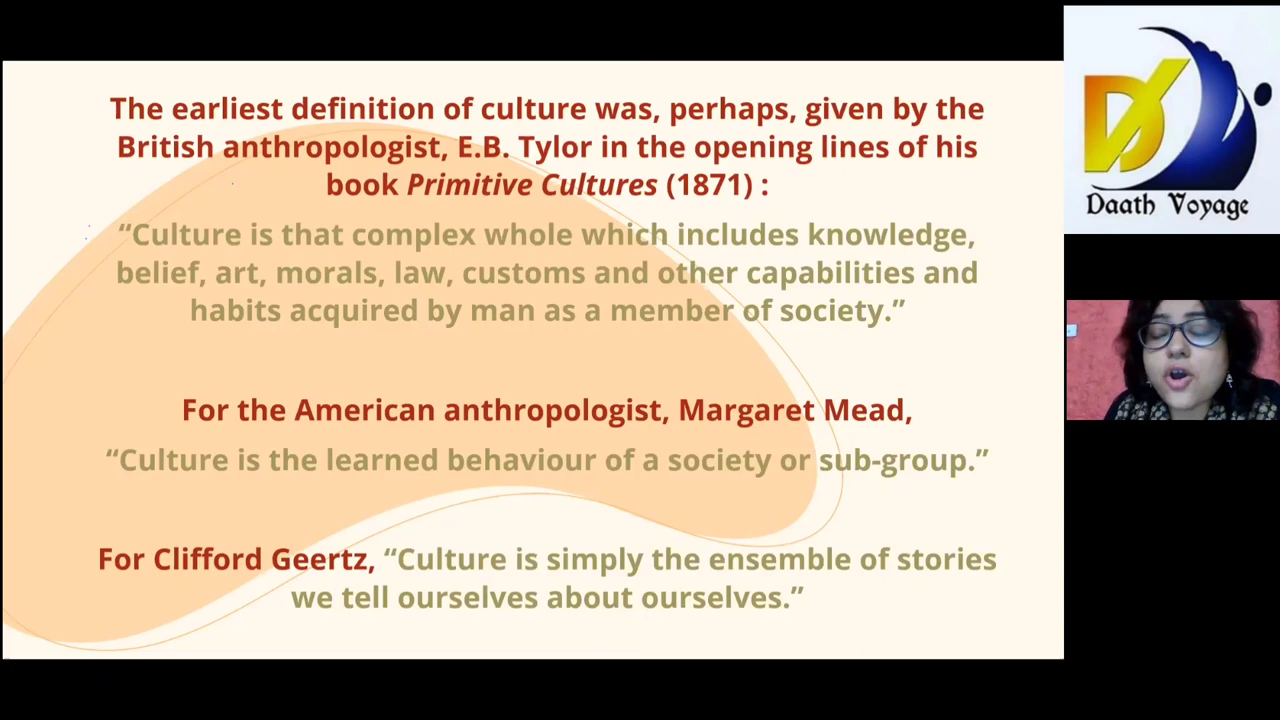 The earliest definition of culture was, perhaps, given by the
British anthropologist, E.B. Tylor in the opening lines of his
book Primitive Cultures (1871) :
“Culture is that complex whole which includes knowledge,
belief, art, morals, law, customs and other capabilities and
habits acquired by man as a member of society.”
For the American anthropologist, Margaret Mead,
“Culture is the learned behaviour of a society or sub-group.”
For Clifford Geertz, “Culture is simply the ensemble of stories
we tell ourselves about ourselves.”
DV
Daath Voyage